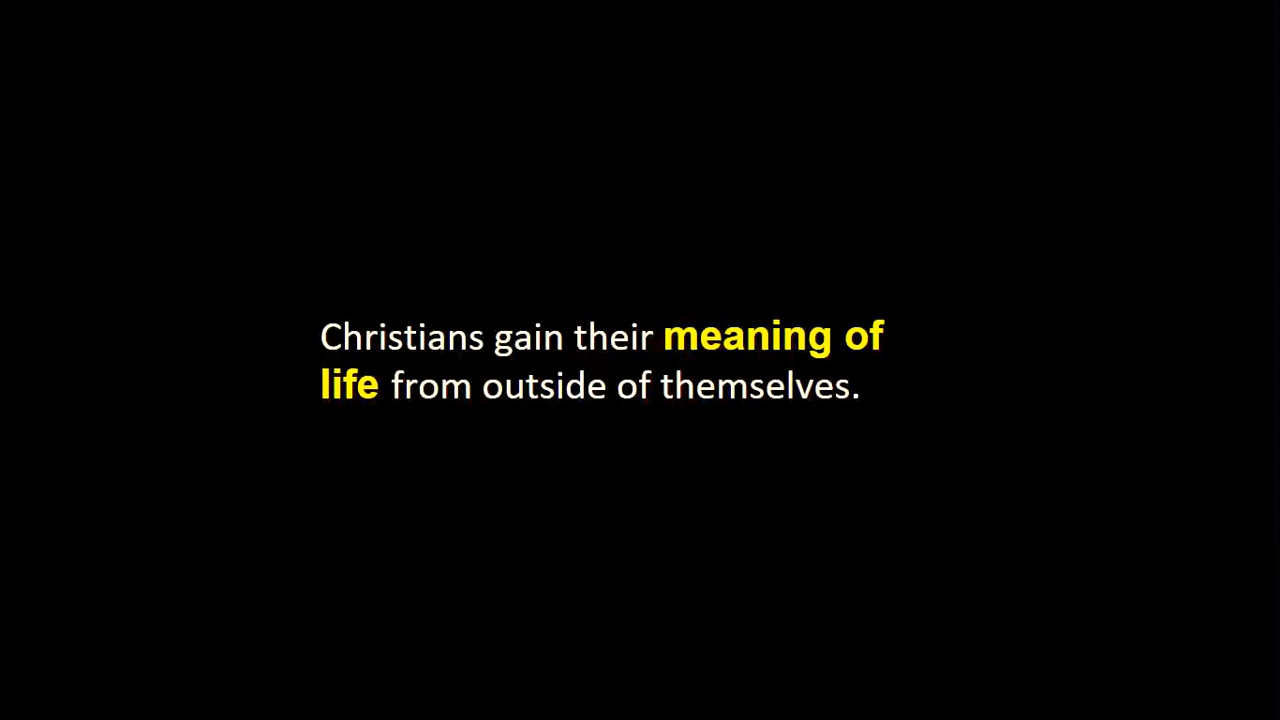 Christians gain their meaning of
life from outside of themselves.